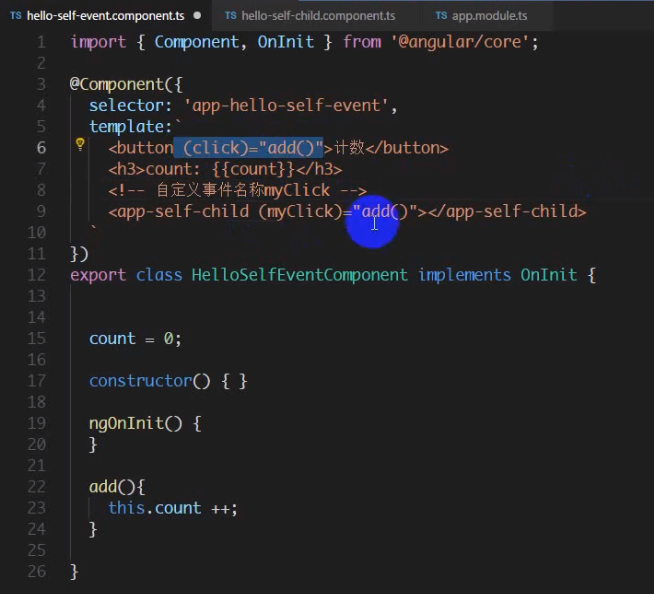 TS hello-self-event.component.ts ● TS hello-self-child.component.ts TS app.module.ts
1 import { Component, OnInit } from '@angular/core';
2
3 @Component({
4 selector: 'app-hello-self-event',
5 template:`
6 <button (click)="add()">计数</button>
7 <h3>count: {{count}}</h3>
8 <!-- 自定义事件名称myClick -->
9 <app-self-child (myClick)="add()"></app-self-child>
10 `
11 })
12 export class HelloSelfEventComponent implements OnInit {
13
14
15 count = 0;
16
17 constructor() { }
18
19 ngOnInit() {
20 }
21
22 add(){
23 this.count ++;
24 }
25
26 }